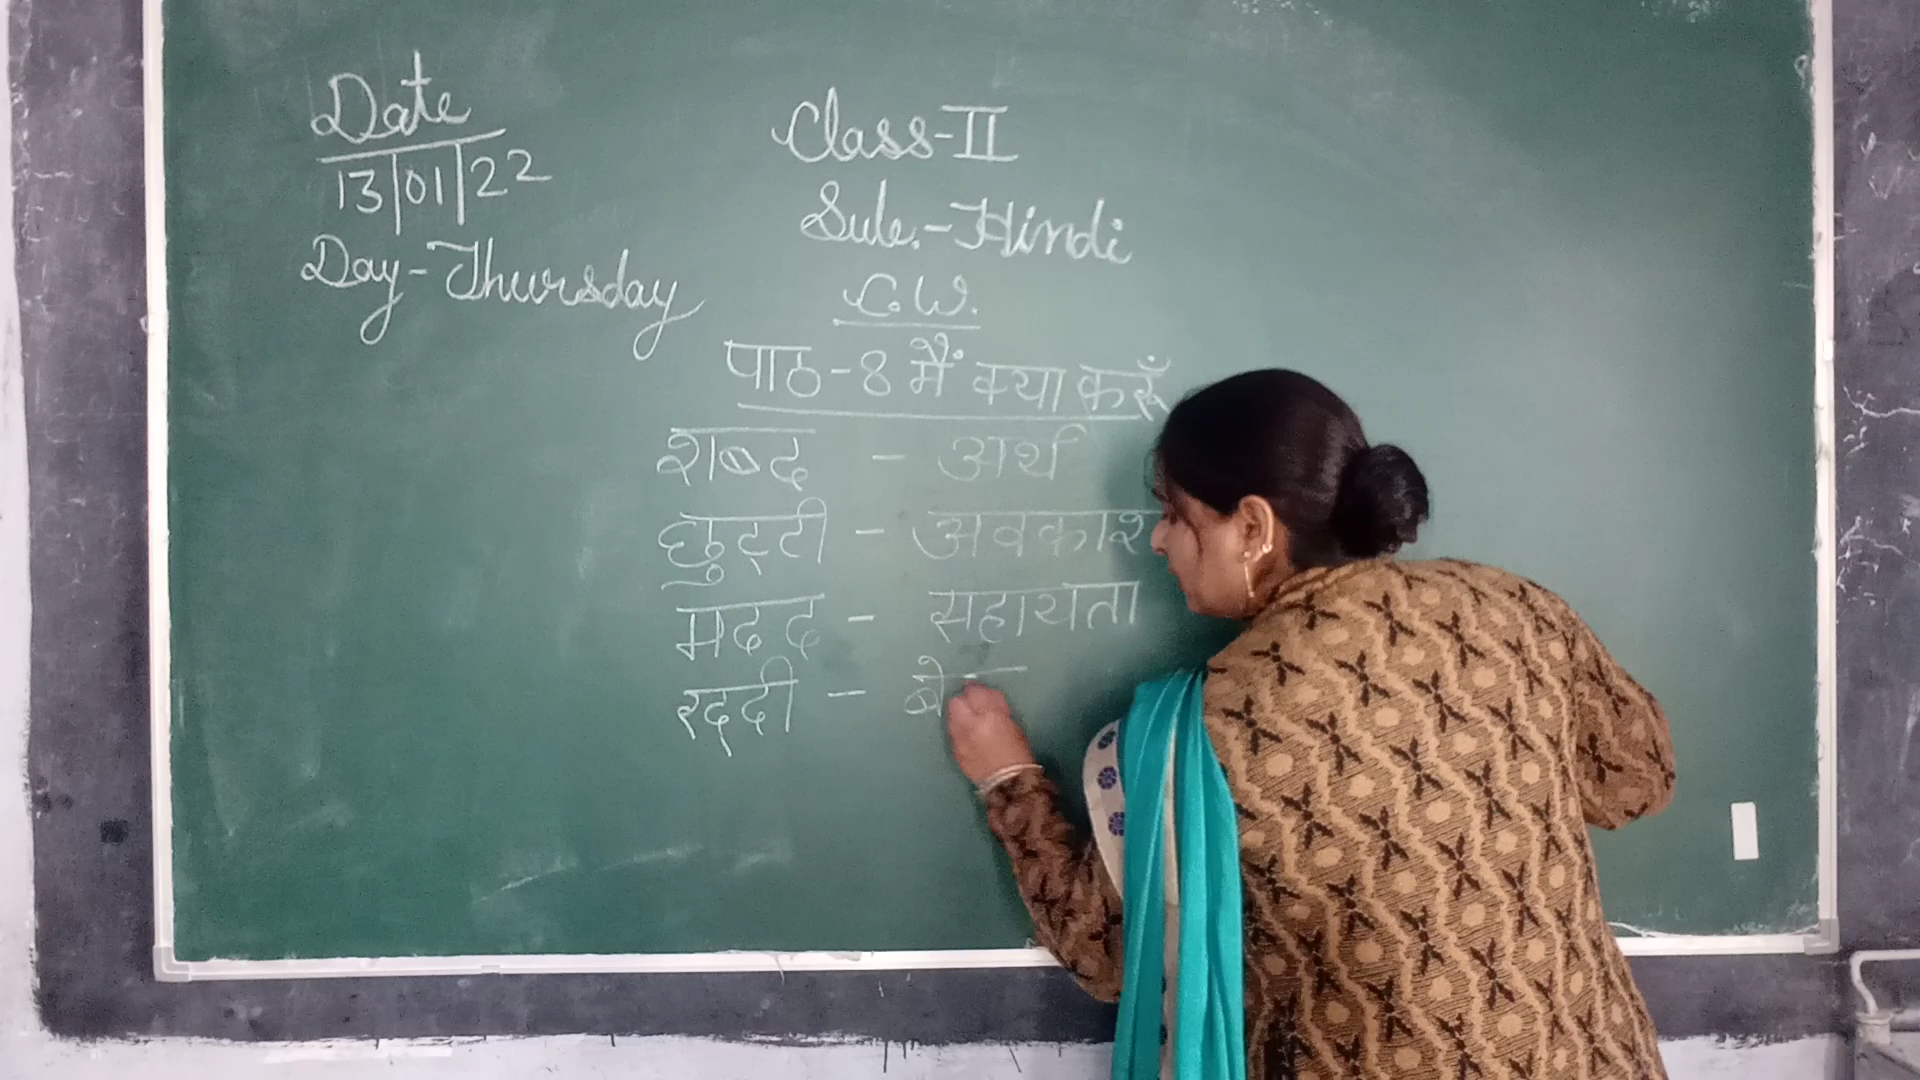 Date
13/01/22
Day-Thursday
Class-II
Sub.-Hindi
C.W.
पाठ-8 मैं क्या करूँ
शब्द - अर्थ
छुट्टी - अवकाश
मदद - सहायता
रद्दी -